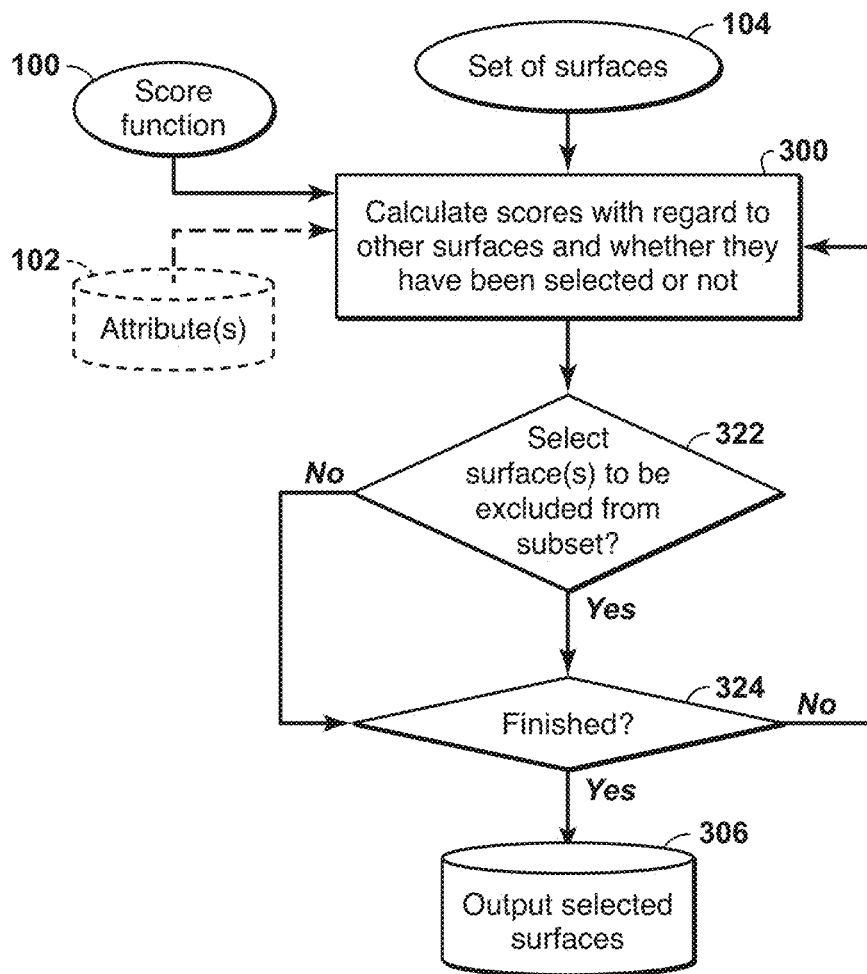 104
Set of surfaces
100
Score
function
300
Calculate scores with regard to
other surfaces and whether they
have been selected or not
102
Attribute(s)
322
Select
surface(s) to be
excluded from
subset?
No
Yes
324
Finished?
No
Yes
306
Output selected
surfaces